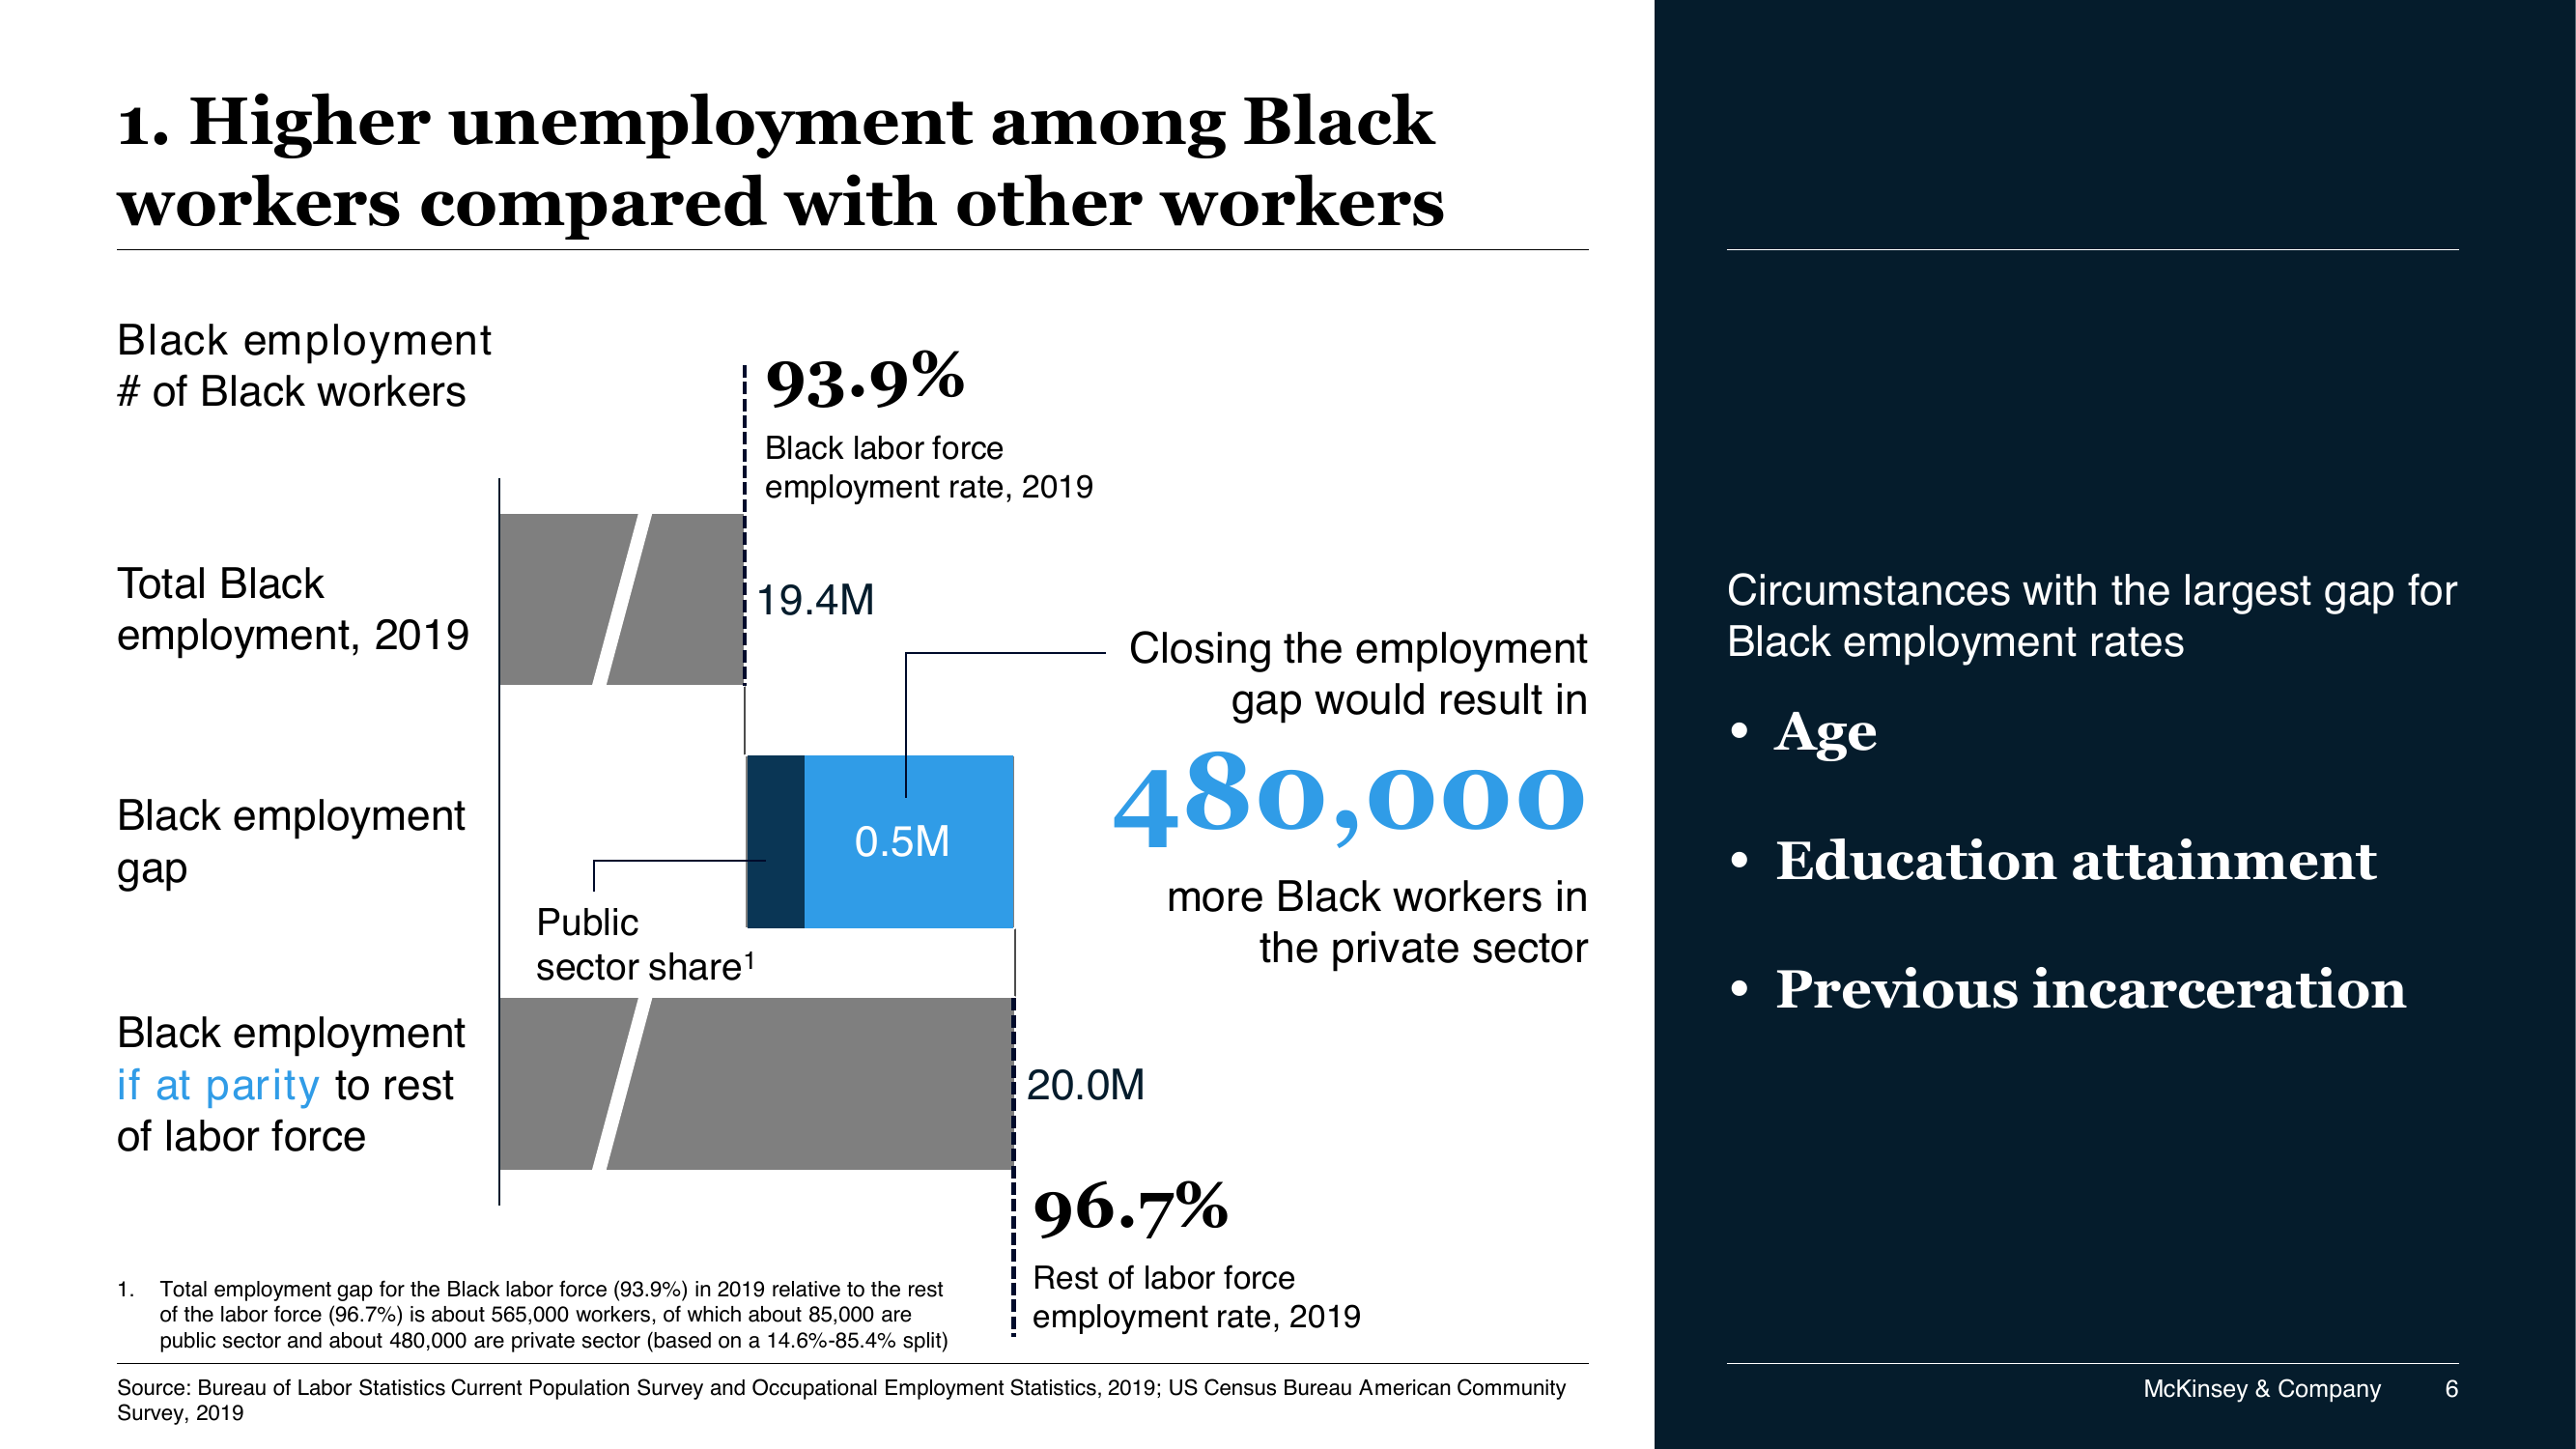 1. Higher unemployment among Black
workers compared with other workers
Black employment
# of Black workers
93.9%
Black labor force
employment rate, 2019
Total Black
employment, 2019
19.4M
Closing the employment
gap would result in
480,000
more Black workers in
the private sector
Black employment
gap
0.5M
Public
sector share¹
Black employment
if at parity to rest
of labor force
20.0M
96.7%
Rest of labor force
employment rate, 2019
1. Total employment gap for the Black labor force (93.9%) in 2019 relative to the rest
of the labor force (96.7%) is about 565,000 workers, of which about 85,000 are
public sector and about 480,000 are private sector (based on a 14.6%-85.4% split)
Source: Bureau of Labor Statistics Current Population Survey and Occupational Employment Statistics, 2019; US Census Bureau American Community
Survey, 2019
Circumstances with the largest gap for
Black employment rates
• Age
• Education attainment
• Previous incarceration
McKinsey & Company 6